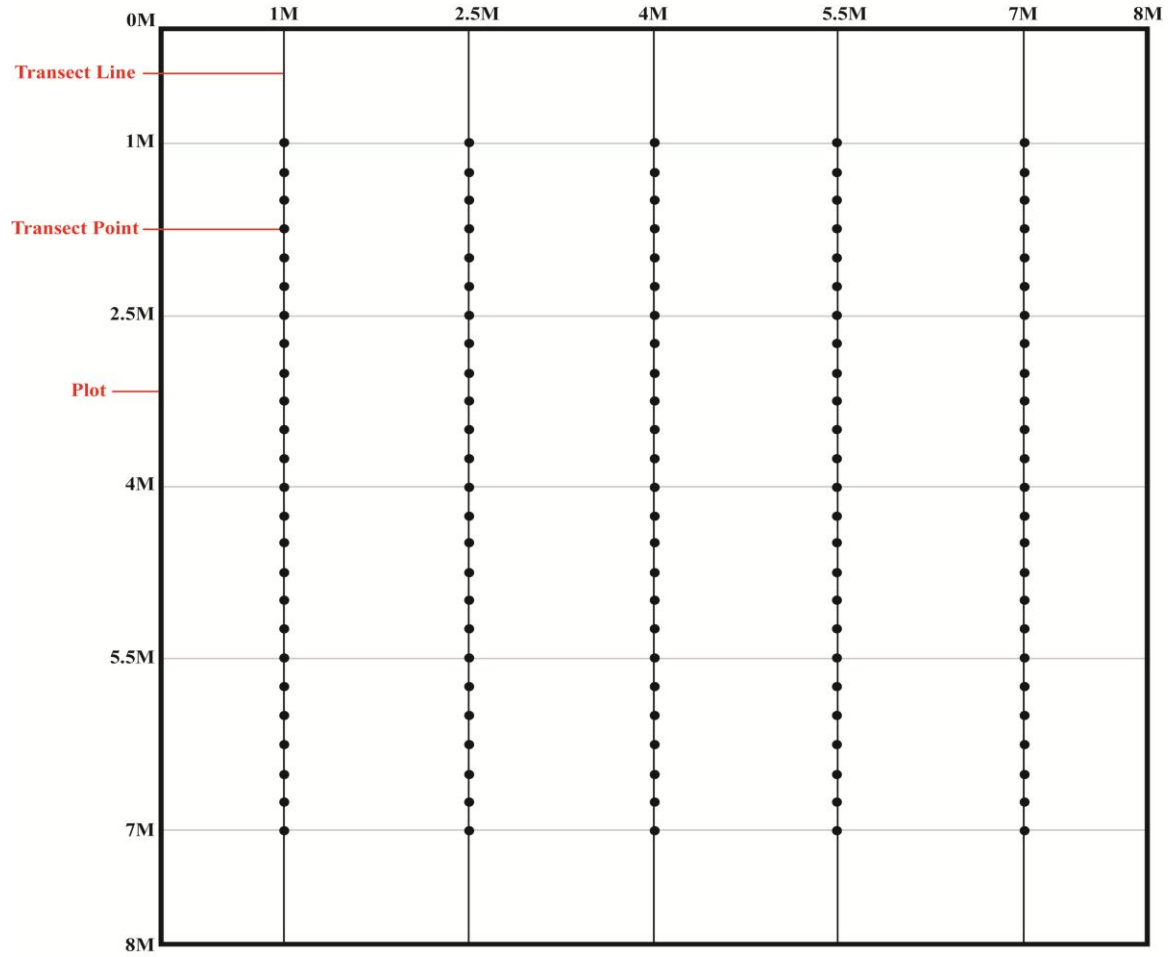 0M 1M 2.5M 4M 5.5M 7M 8M
Transect Line
1M
Transect Point
2.5M
Plot
4M
5.5M
7M
8M